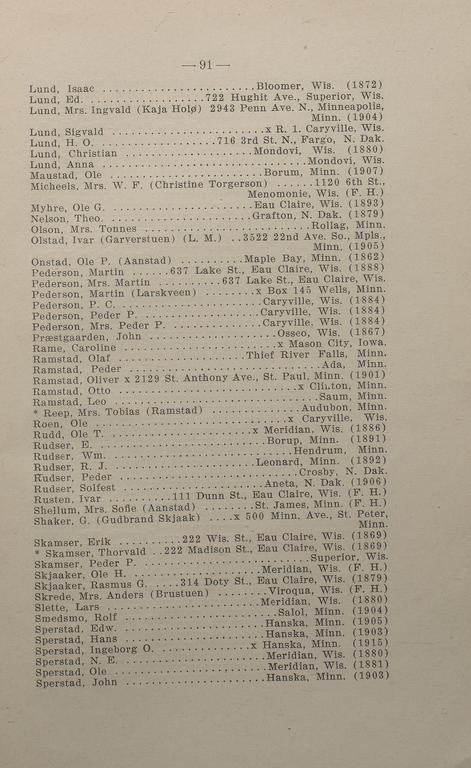 — 91 —
Lund, Isaac ........................Bloomer, Wis. (1872)
Lund, Ed. ..................722 Hughit Ave., Superior, Wis.
Lund, Mrs. Ingvald (Kaja Holø) 2943 Penn Ave. N., Minneapolis,
Minn. (1904)
Lund, Sigvald ........................x R. 1. Caryville, Wis.
Lund, H. O. ..................716 3rd St. N., Fargo, N. Dak.
Lund, Christian ....................Mondovi, Wis. (1880)
Lund, Anna ................................Mondovi, Wis.
Maustad, Ole ........................Borum, Minn. (1907)
Micheels, Mrs. W. F. (Christine Torgerson) ......1120 6th St.,
Menomonie, Wis. (F. H.)
Myhre, Ole G. ......................Eau Claire, Wis. (1893)
Nelson, Theo. ......................Grafton, N. Dak. (1879)
Olson, Mrs. Tonnes ..........................Rollag, Minn.
Olstad, Ivar (Garverstuen) (L. M.) ..3522 22nd Ave. So., Mpls.,
Minn. (1905)
Onstad, Ole P. (Aanstad) ..........Maple Bay, Minn. (1862)
Pederson, Martin ......637 Lake St., Eau Claire, Wis. (1888)
Pederson, Mrs. Martin ..........637 Lake St., Eau Claire, Wis.
Pederson, Martin (Larskveen) ..........x Box 145 Wells, Minn.
Pederson, P. C. ......................Caryville, Wis. (1884)
Pederson, Peter P. ....................Caryville, Wis. (1884)
Pederson, Mrs. Peter P. ................Caryville, Wis. (1884)
Præstgaarden, John ......................Osseo, Wis. (1867)
Rame, Caroline ........................x Mason City, Iowa.
Ramstad, Olaf ....................Thief River Falls, Minn.
Ramstad, Peder ................................Ada, Minn.
Ramstad, Oliver x 2129 St. Anthony Ave., St. Paul, Minn. (1901)
Ramstad, Otto ............................x Clinton, Minn.
Ramstad, Leo ................................Saum, Minn.
* Reep, Mrs. Tobias (Ramstad) ..............Audubon, Minn.
Roen, Ole ................................x Caryville, Wis.
Rudd, Ole T. ......................x Meridian, Wis. (1886)
Rudser, E. ..........................Borup, Minn. (1891)
Rudser, Wm. ..............................Hendrum, Minn.
Rudser, R. J. ......................Leonard, Minn. (1892)
Rudser, Peder ............................Crosby, N. Dak.
Rudser, Solfest ......................Aneta, N. Dak. (1906)
Rusten, Ivar ..........111 Dunn St., Eau Claire, Wis. (F. H.)
Shellum, Mrs. Sofie (Aanstad) ........St. James, Minn. (F. H.)
Shaker, G. (Gudbrand Skjaak) ....x 500 Minn. Ave., St. Peter,
Minn.
Skamser, Erik ..........222 Wis. St., Eau Claire, Wis. (1869)
* Skamser, Thorvald ..222 Madison St., Eau Claire, Wis. (1869)
Skamser, Peder P. ..........................Superior, Wis.
Skjaaker, Ole H. ....................Meridian, Wis. (F. H.)
Skjaaker, Rasmus G. ......314 Doty St., Eau Claire, Wis. (1879)
Skrede, Mrs. Anders (Brustuen) ........Viroqua, Wis. (F. H.)
Slette, Lars ........................Meridian, Wis. (1880)
Smedsmo, Rolf ........................Salol, Minn. (1904)
Sperstad, Edw. ......................Hanska, Minn. (1905)
Sperstad, Hans ......................Hanska, Minn. (1903)
Sperstad, Ingeborg O. ..............x Hanska, Minn. (1915)
Sperstad, N. E. ......................Meridian, Wis. (1880)
Sperstad, Ole ........................Meridian, Wis. (1881)
Sperstad, John ......................Hanska, Minn. (1903)